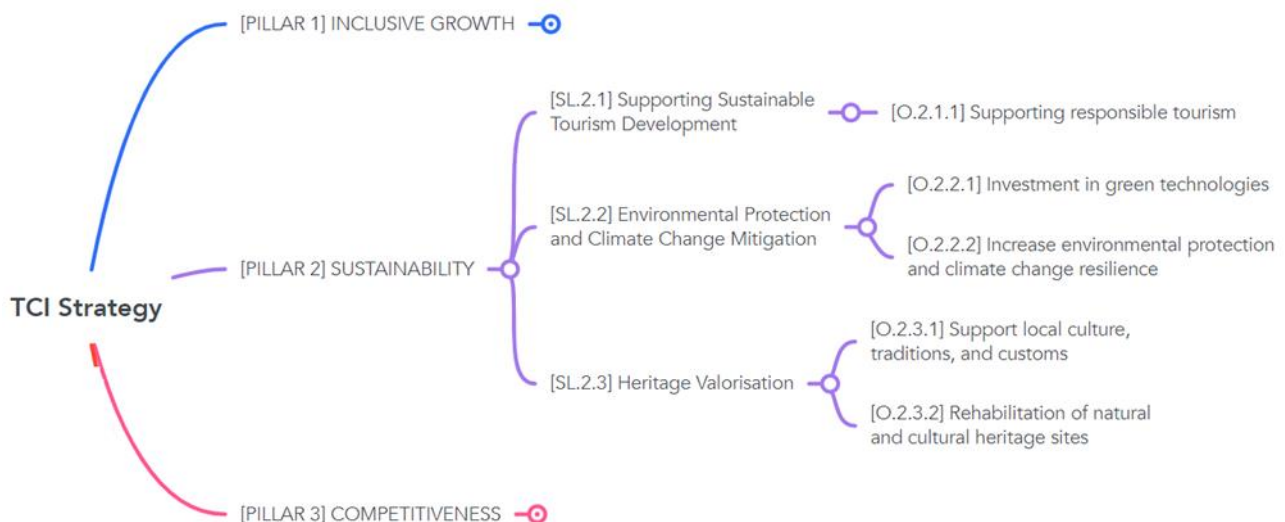 [PILLAR 1] INCLUSIVE GROWTH
[SL.2.1] Supporting Sustainable
Tourism Development
[O.2.1.1] Supporting responsible tourism
[O.2.2.1] Investment in green technologies
[SL.2.2] Environmental Protection
and Climate Change Mitigation
[O.2.2.2] Increase environmental protection
and climate change resilience
[PILLAR 2] SUSTAINABILITY
TCI Strategy
[O.2.3.1] Support local culture,
traditions, and customs
[SL.2.3] Heritage Valorisation
[O.2.3.2] Rehabilitation of natural
and cultural heritage sites
[PILLAR 3] COMPETITIVENESS